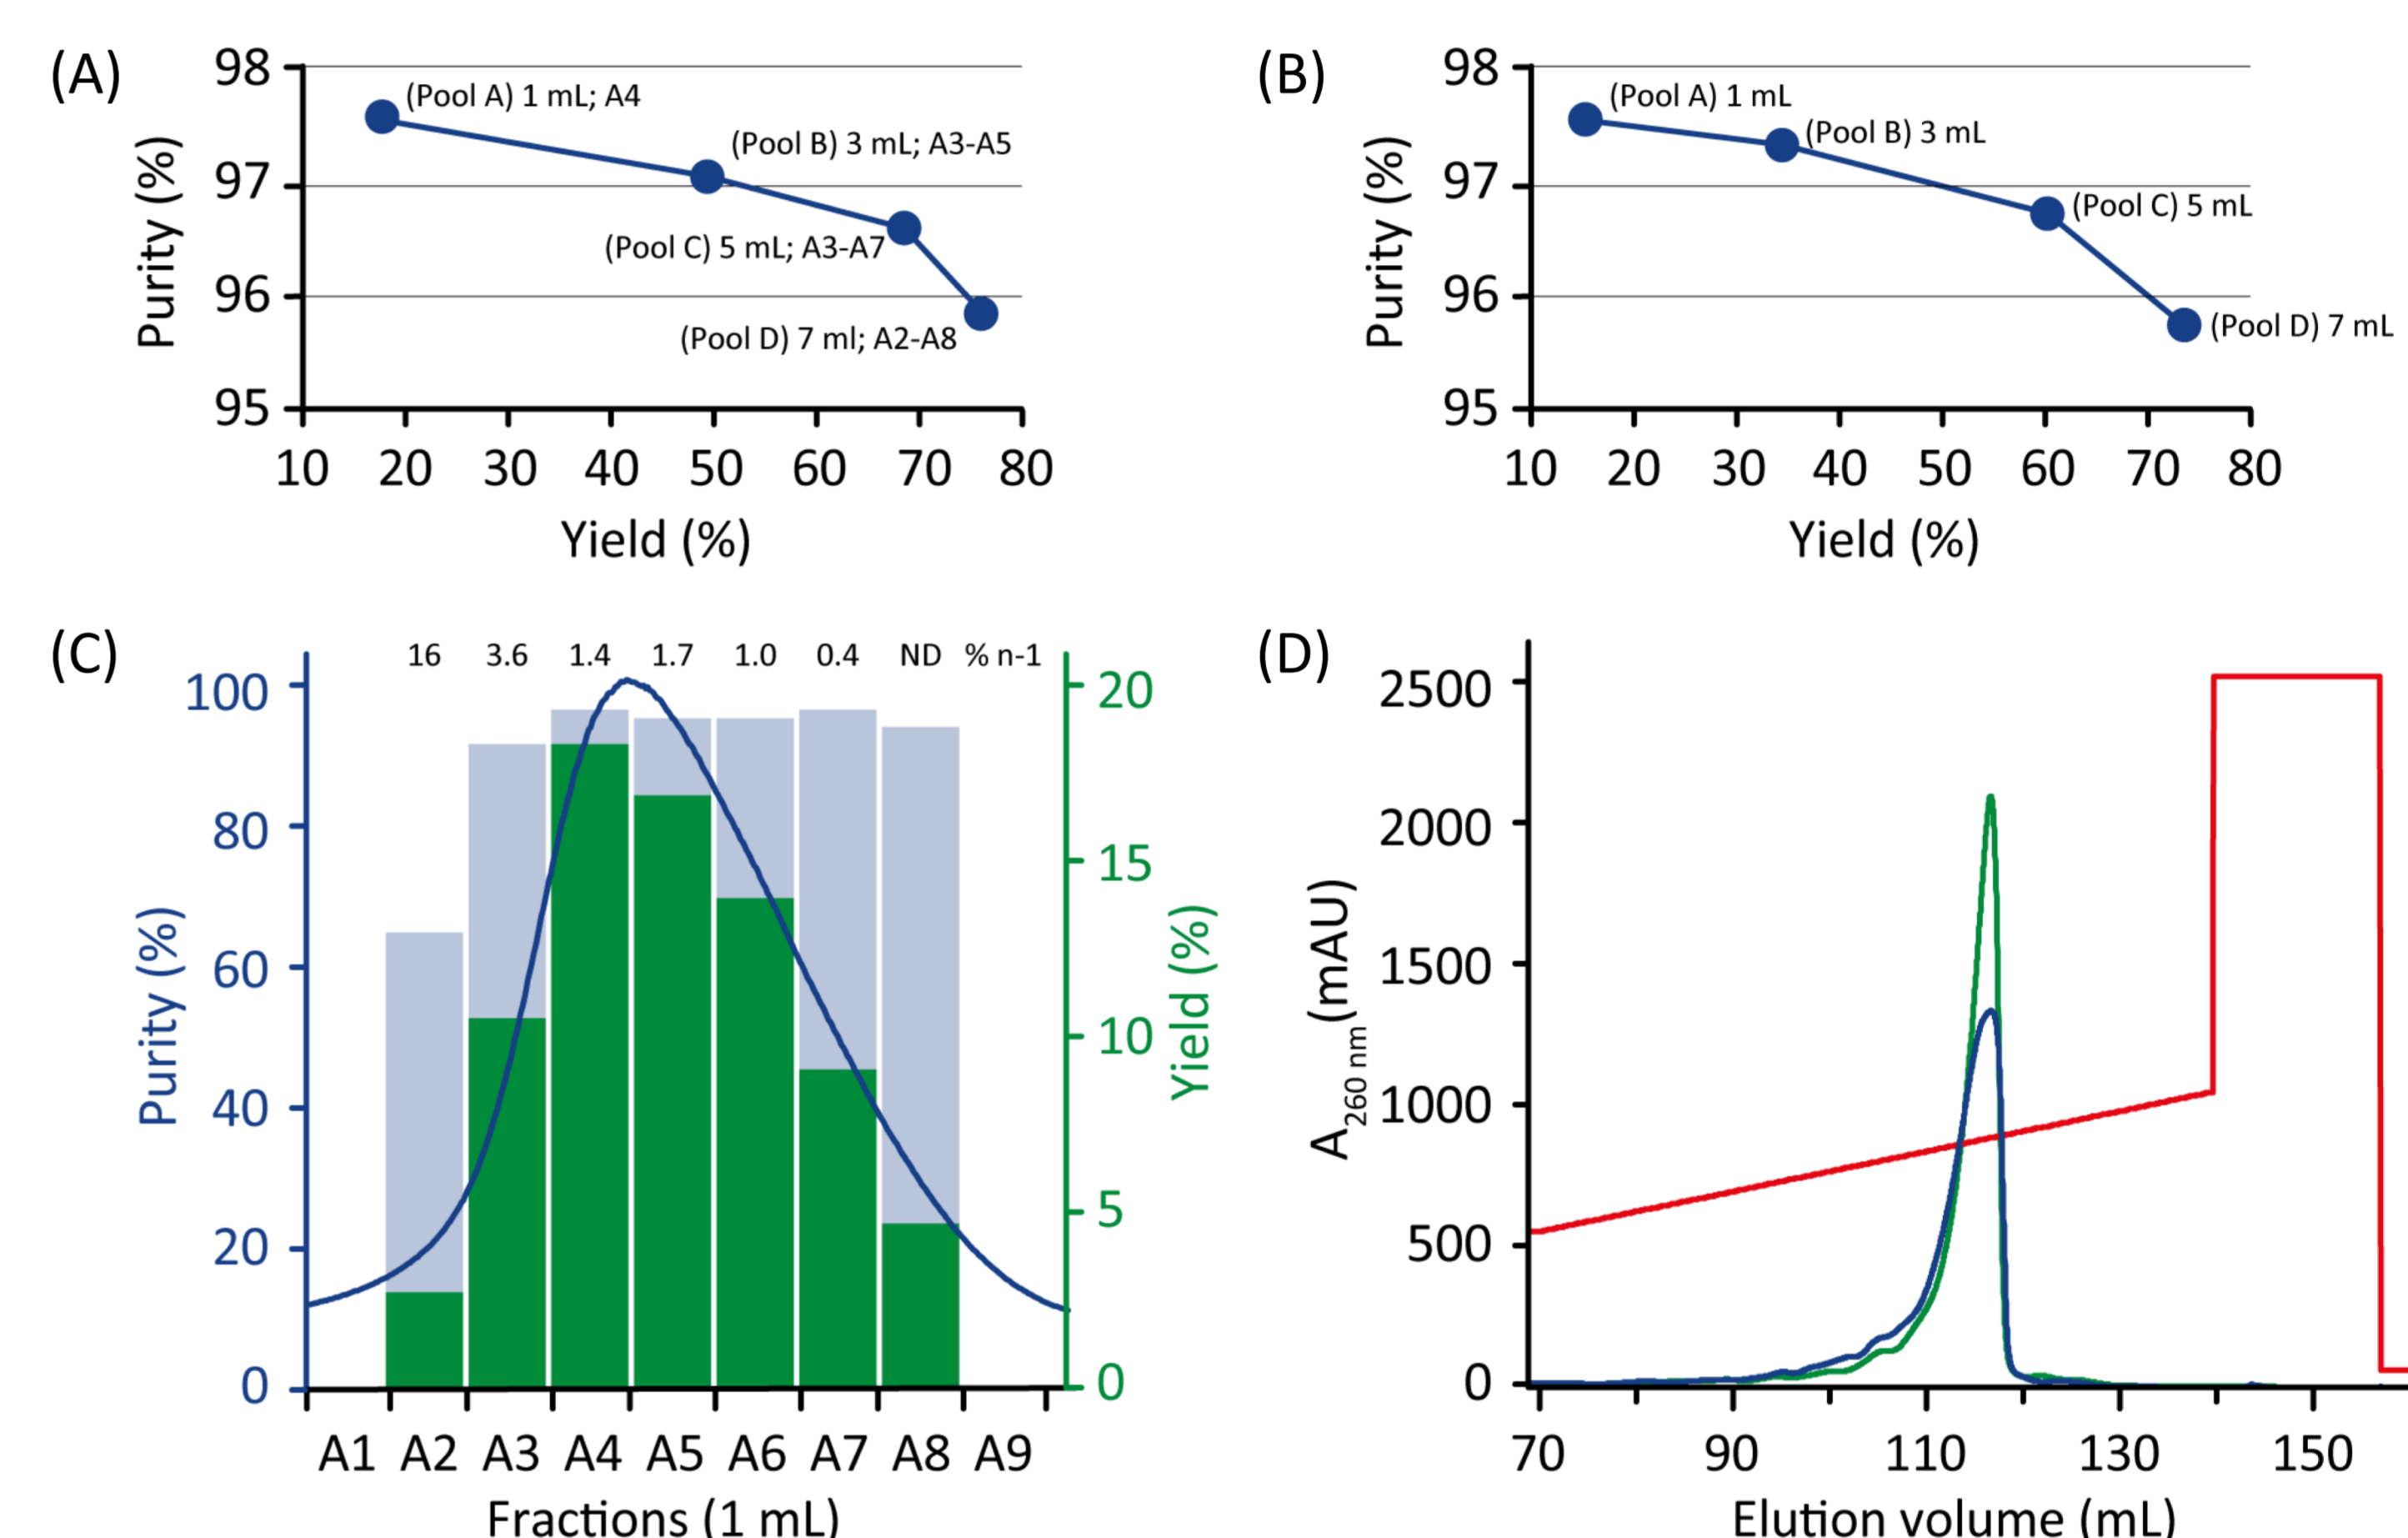 (A)
98
97
96
95
Purity (%)
(Pool A) 1 mL; A4
(Pool B) 3 mL; A3-A5
(Pool C) 5 mL; A3-A7
(Pool D) 7 ml; A2-A8
10 20 30 40 50 60 70 80
Yield (%)
(B)
98
97
96
95
Purity (%)
(Pool A) 1 mL
(Pool B) 3 mL
(Pool C) 5 mL
(Pool D) 7 mL
10 20 30 40 50 60 70 80
Yield (%)
(C)
16 3.6 1.4 1.7 1.0 0.4 ND % n-1
100
80
60
40
20
0
Purity (%)
20
15
10
5
0
Yield (%)
A1 A2 A3 A4 A5 A6 A7 A8 A9
Fractions (1 mL)
(D)
2500
2000
1500
1000
500
0
A260 nm (mAU)
70 90 110 130 150
Elution volume (mL)